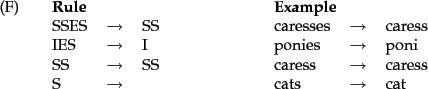 (F) Rule Example
SSES → SS caresses → caress
IES → I ponies → poni
SS → SS caress → caress
S → cats → cat